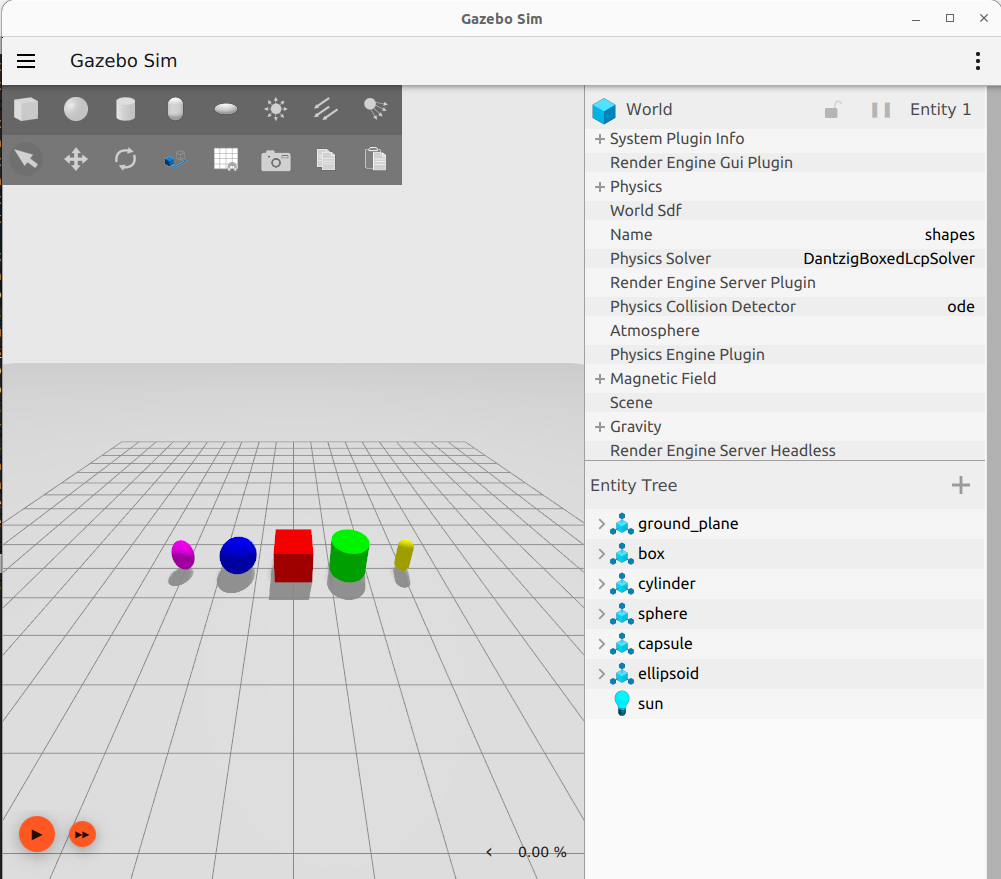 Gazebo Sim
Gazebo Sim
World Entity 1
System Plugin Info
Render Engine Gui Plugin
Physics
World Sdf
Name shapes
Physics Solver DantzigBoxedLcpSolver
Render Engine Server Plugin
Physics Collision Detector ode
Atmosphere
Physics Engine Plugin
Magnetic Field
Scene
Gravity
Render Engine Server Headless
Entity Tree
ground_plane
box
cylinder
sphere
capsule
ellipsoid
sun
0.00 %